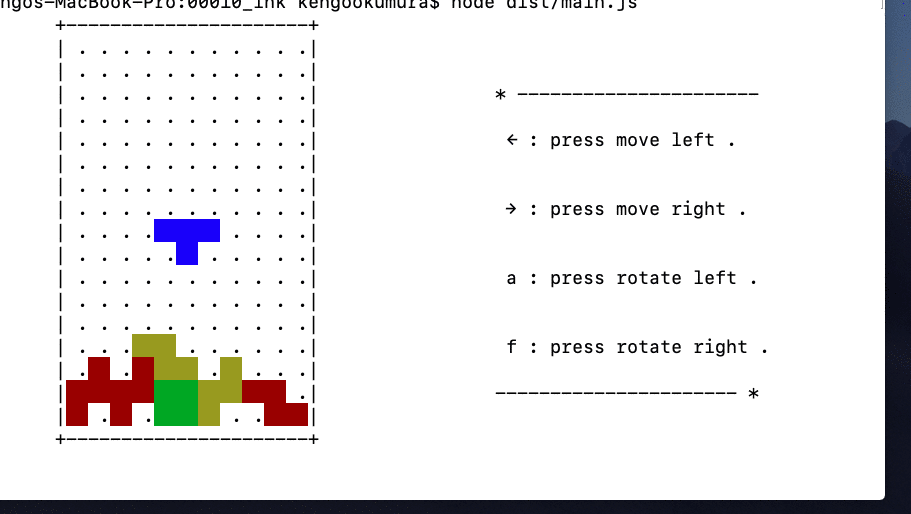 ngos-MacBook-Pro:00010_ink kengookumura$ node dist/main.js
* ----------------------
← : press move left .
→ : press move right .
a : press rotate left .
f : press rotate right .
---------------------- *